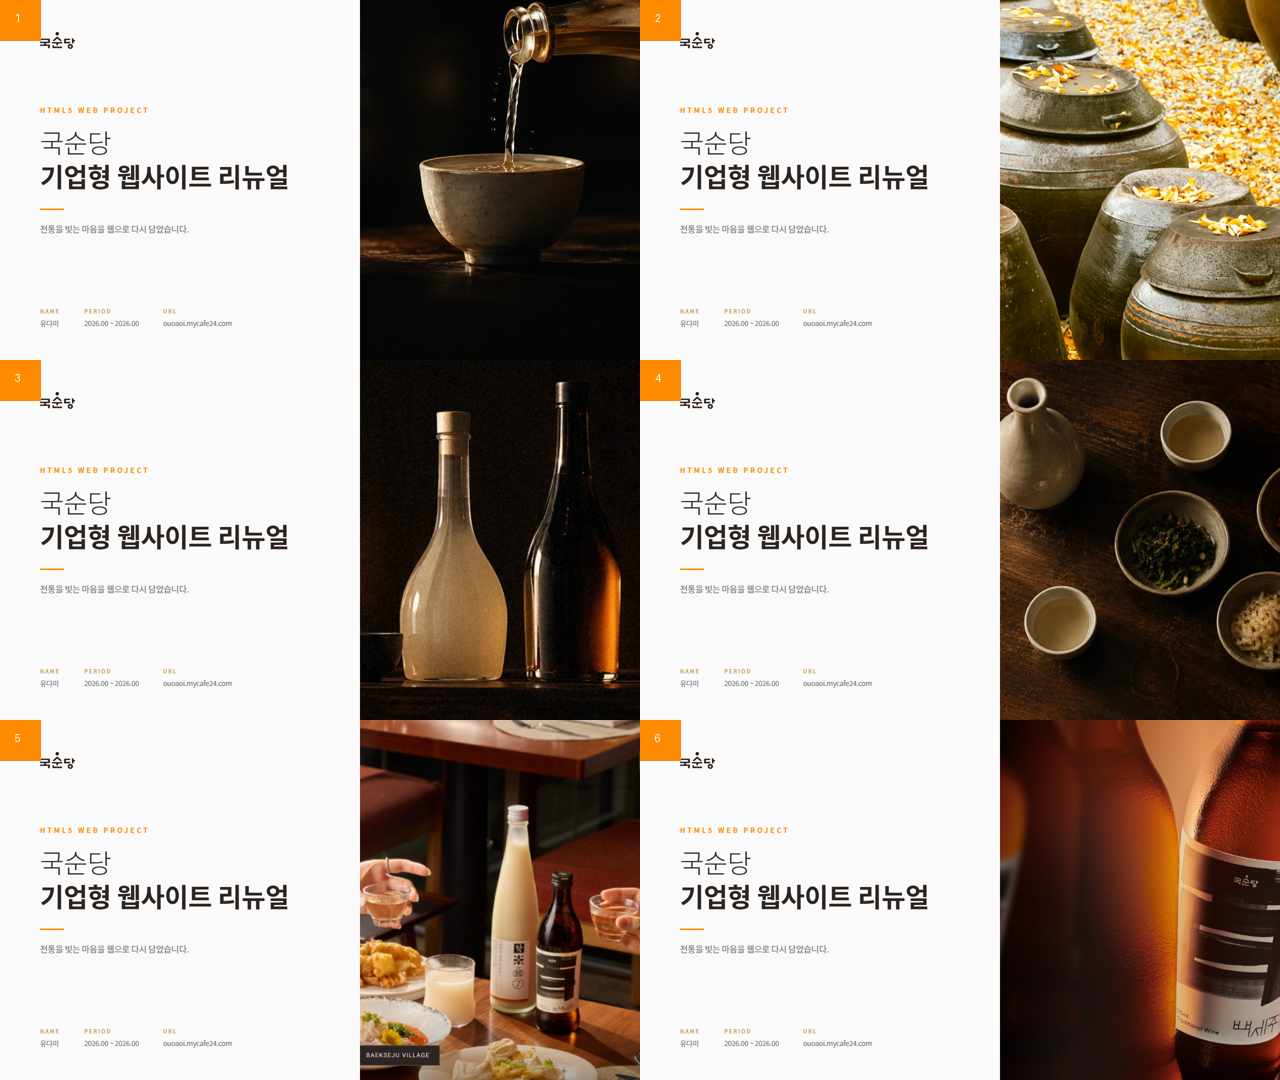 1
국순당
HTML5 WEB PROJECT
국순당
기업형 웹사이트 리뉴얼
전통을 빚는 마음을 웹으로 다시 담았습니다.
NAME
PERIOD
URL
유다미
2026.00 ~ 2026.00
ouoaoi.mycafe24.com
2
국순당
HTML5 WEB PROJECT
국순당
기업형 웹사이트 리뉴얼
전통을 빚는 마음을 웹으로 다시 담았습니다.
NAME
PERIOD
URL
유다미
2026.00 ~ 2026.00
ouoaoi.mycafe24.com
3
국순당
HTML5 WEB PROJECT
국순당
기업형 웹사이트 리뉴얼
전통을 빚는 마음을 웹으로 다시 담았습니다.
NAME
PERIOD
URL
유다미
2026.00 ~ 2026.00
ouoaoi.mycafe24.com
4
국순당
HTML5 WEB PROJECT
국순당
기업형 웹사이트 리뉴얼
전통을 빚는 마음을 웹으로 다시 담았습니다.
NAME
PERIOD
URL
유다미
2026.00 ~ 2026.00
ouoaoi.mycafe24.com
5
국순당
HTML5 WEB PROJECT
국순당
기업형 웹사이트 리뉴얼
전통을 빚는 마음을 웹으로 다시 담았습니다.
NAME
PERIOD
URL
유다미
2026.00 ~ 2026.00
ouoaoi.mycafe24.com
BAEKSEJU VILLAGE
6
국순당
HTML5 WEB PROJECT
국순당
기업형 웹사이트 리뉴얼
전통을 빚는 마음을 웹으로 다시 담았습니다.
NAME
PERIOD
URL
유다미
2026.00 ~ 2026.00
ouoaoi.mycafe24.com
국순당
Traditional Wine
백세주